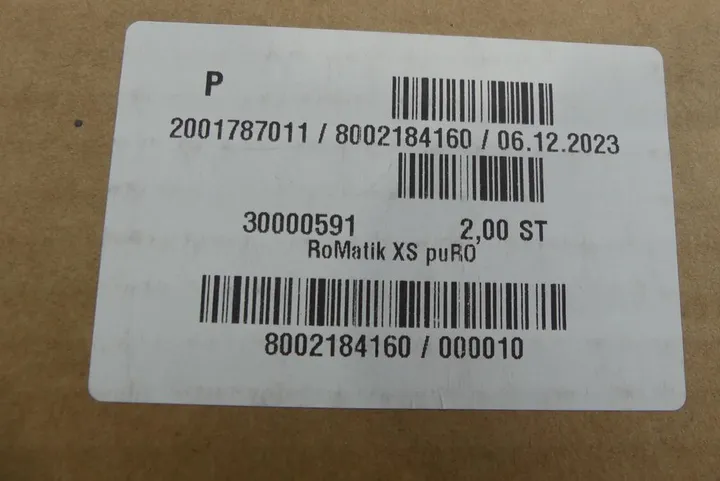 P
2001787011 / 8002184160 / 06.12.2023
30000591 2,00 ST
RoMatik XS puRO
8002184160 / 000010